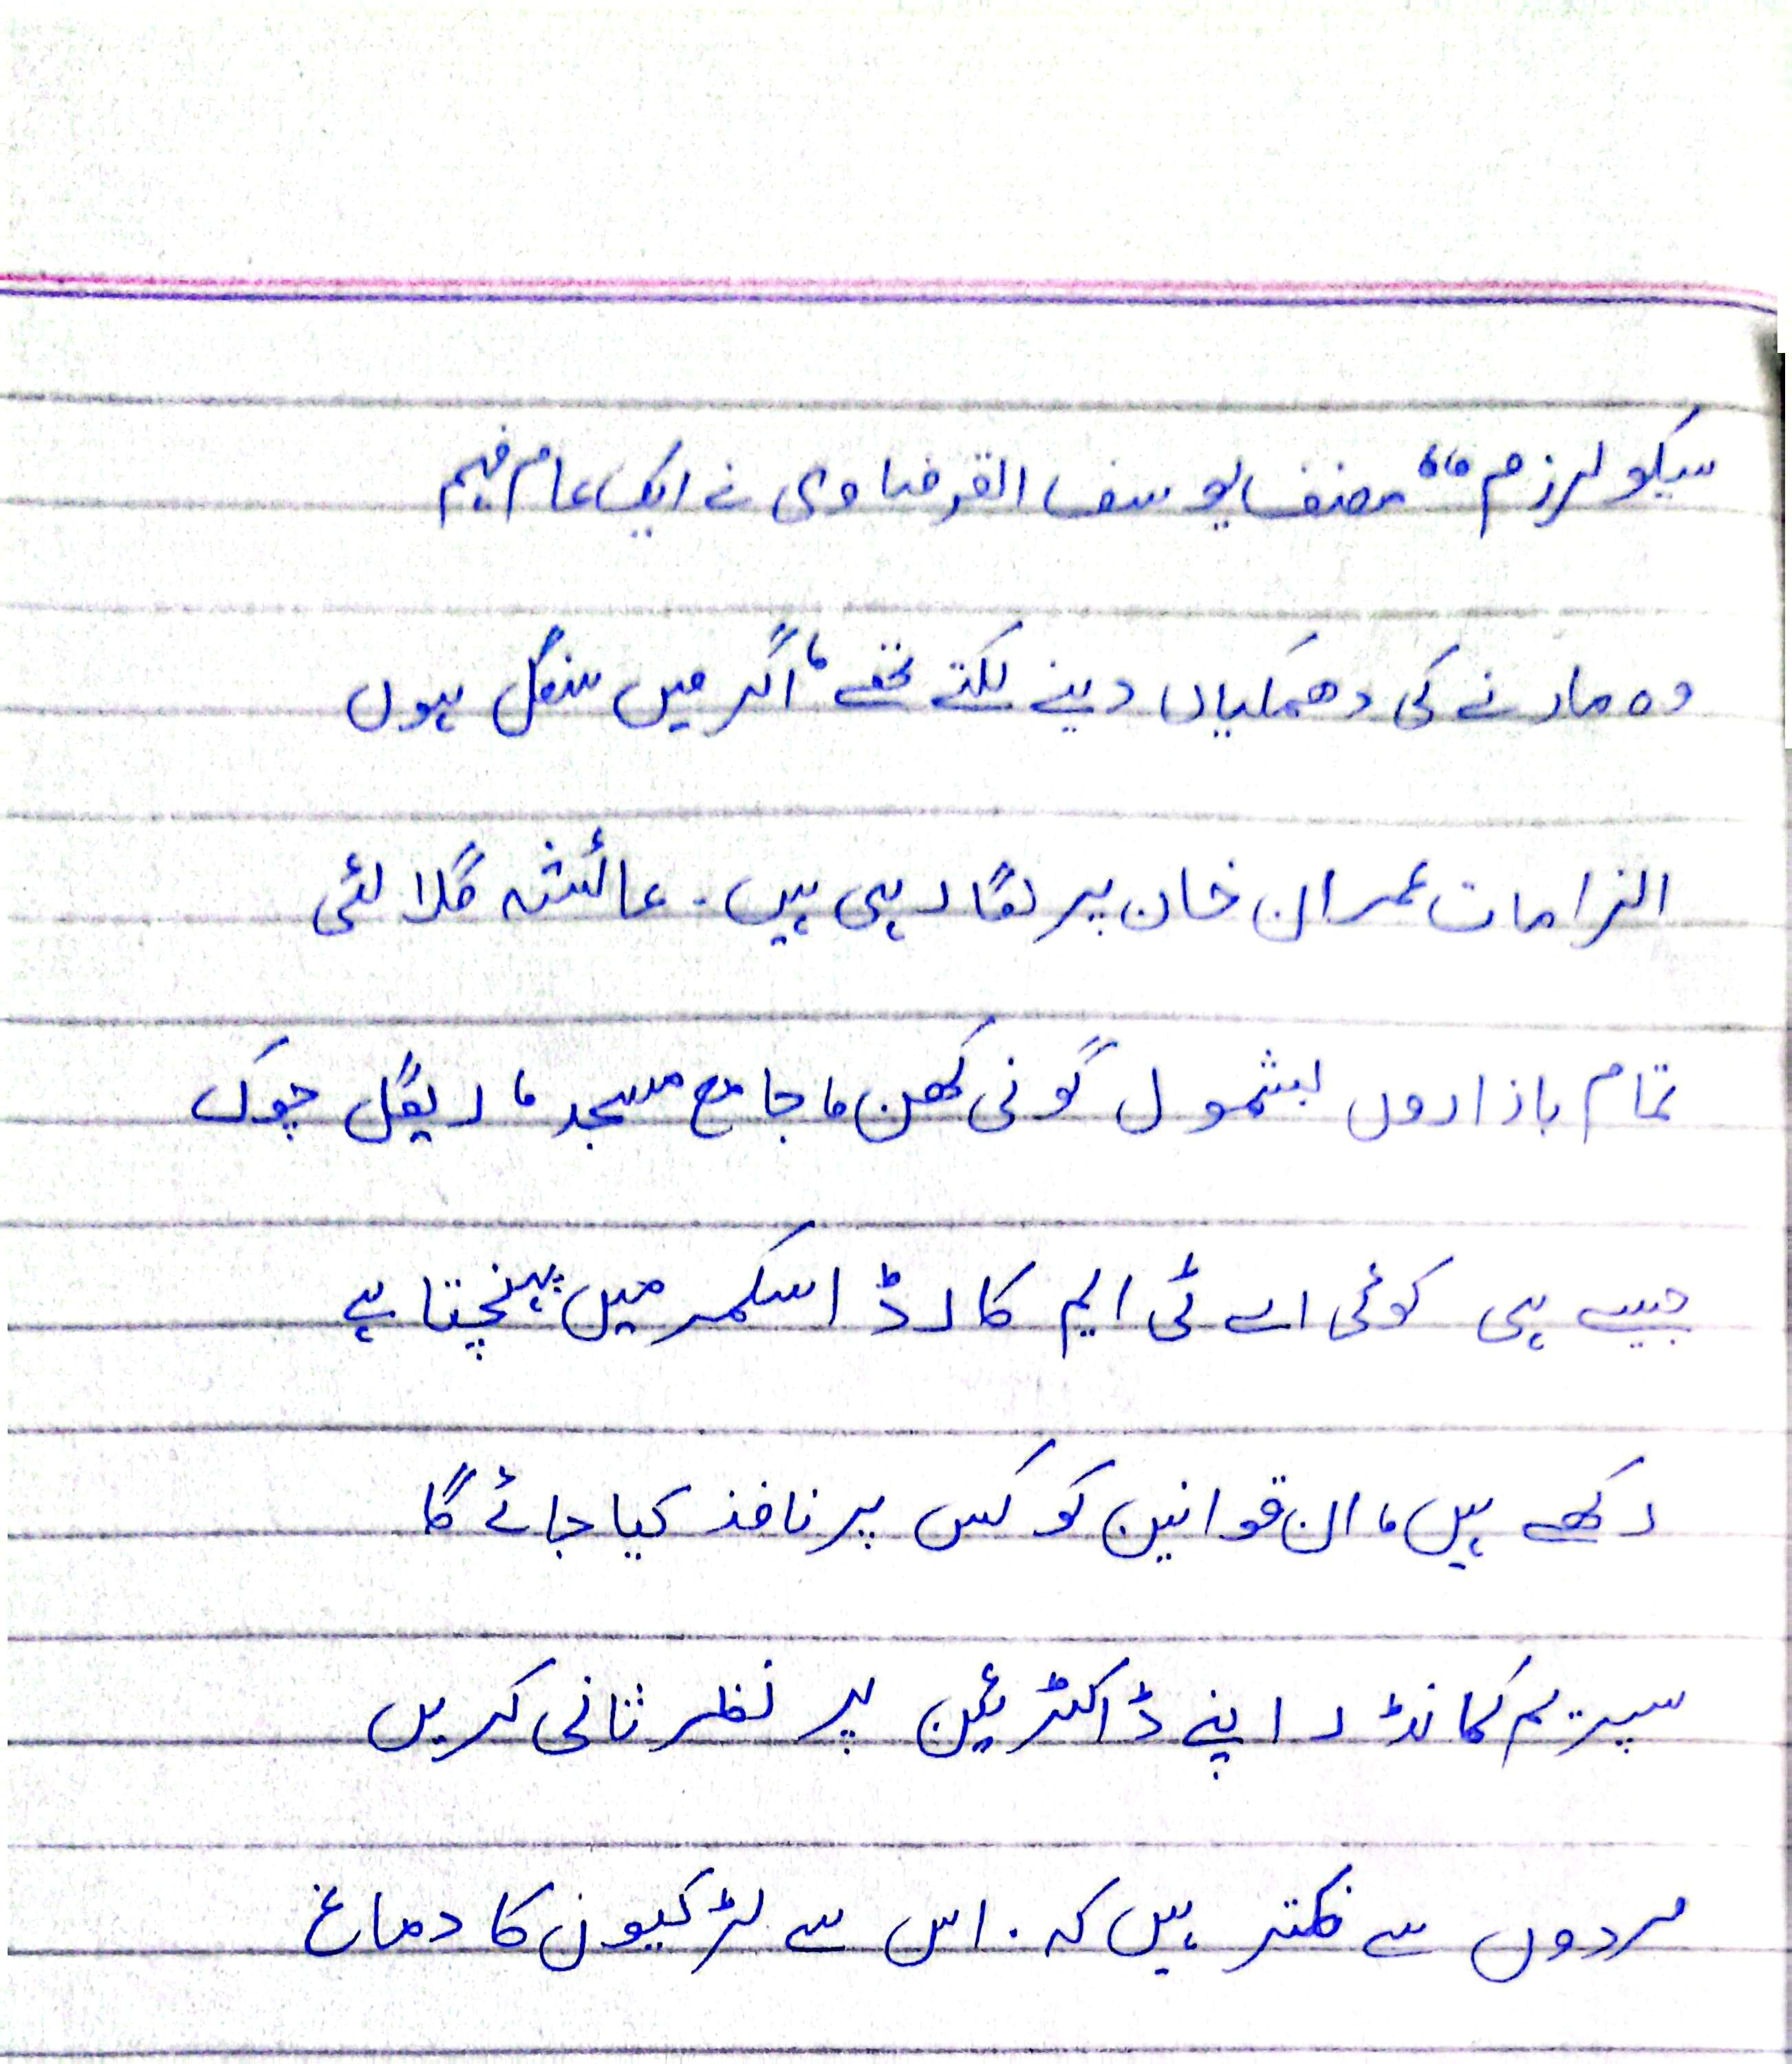 سیکولرزم،، مصنف یوسف القرضاوی نے ایک عام فہم
وہ مارنے کی دھمکیاں دینے لگتے تھے، اگر میں سنگل ہوں
الزامات عمران خان پر لگا رہی ہیں۔ عائشہ گلا لئی
تمام بازاروں بشمول گونی کھن، جامع مسجد، ریگل چوک
جیسے ہی کوئی اے ٹی ایم کارڈ اسکمر میں پہنچتا ہے
رکھے ہیں، ان قوانین کو کس پر نافذ کیا جائے گا
سپریم کمانڈر اپنے ڈاکٹرئین پر نظر ثانی کریں
مردوں سے کمتر ہیں کہ۔ اس سے لڑکیوں کا دماغ